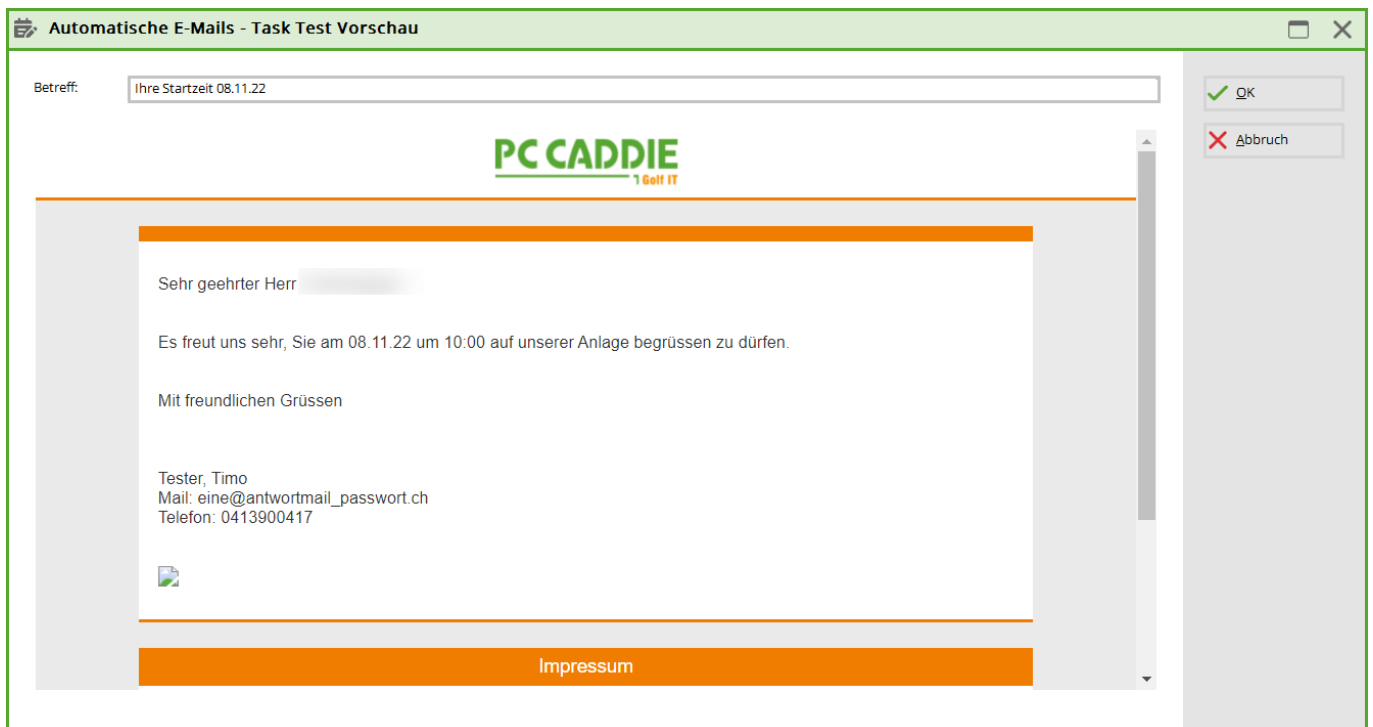 Automatische E-Mails - Task Test Vorschau
Betreff:
Ihre Startzeit 08.11.22
OK
Abbruch
PC CADDIE
Golf IT
Sehr geehrter Herr
Es freut uns sehr, Sie am 08.11.22 um 10:00 auf unserer Anlage begrüssen zu dürfen.
Mit freundlichen Grüssen
Tester, Timo
Mail: eine@antwortmail_passwort.ch
Telefon: 0413900417
Impressum